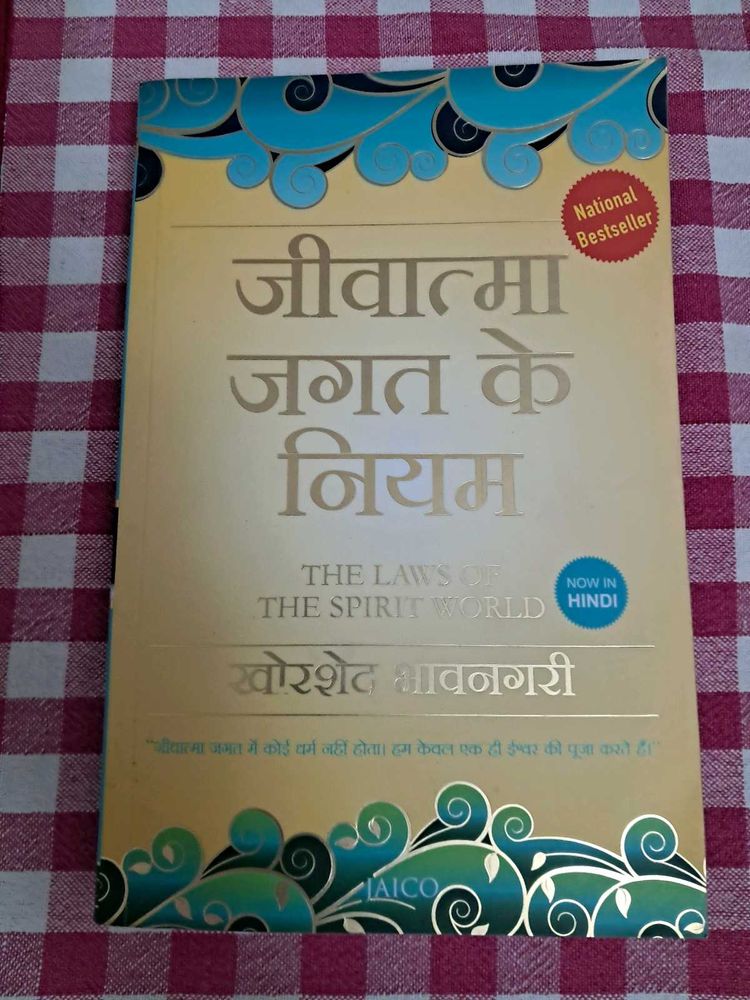 National
Bestseller
जीवात्मा
जगत के
नियम
THE LAWS OF
THE SPIRIT WORLD
NOW IN
HINDI
खोरशेद भावनगरी
"जीवात्मा जगत में कोई धर्म नहीं होता। हम केवल एक ही ईश्वर की पूजा करते हैं।"
JAICO